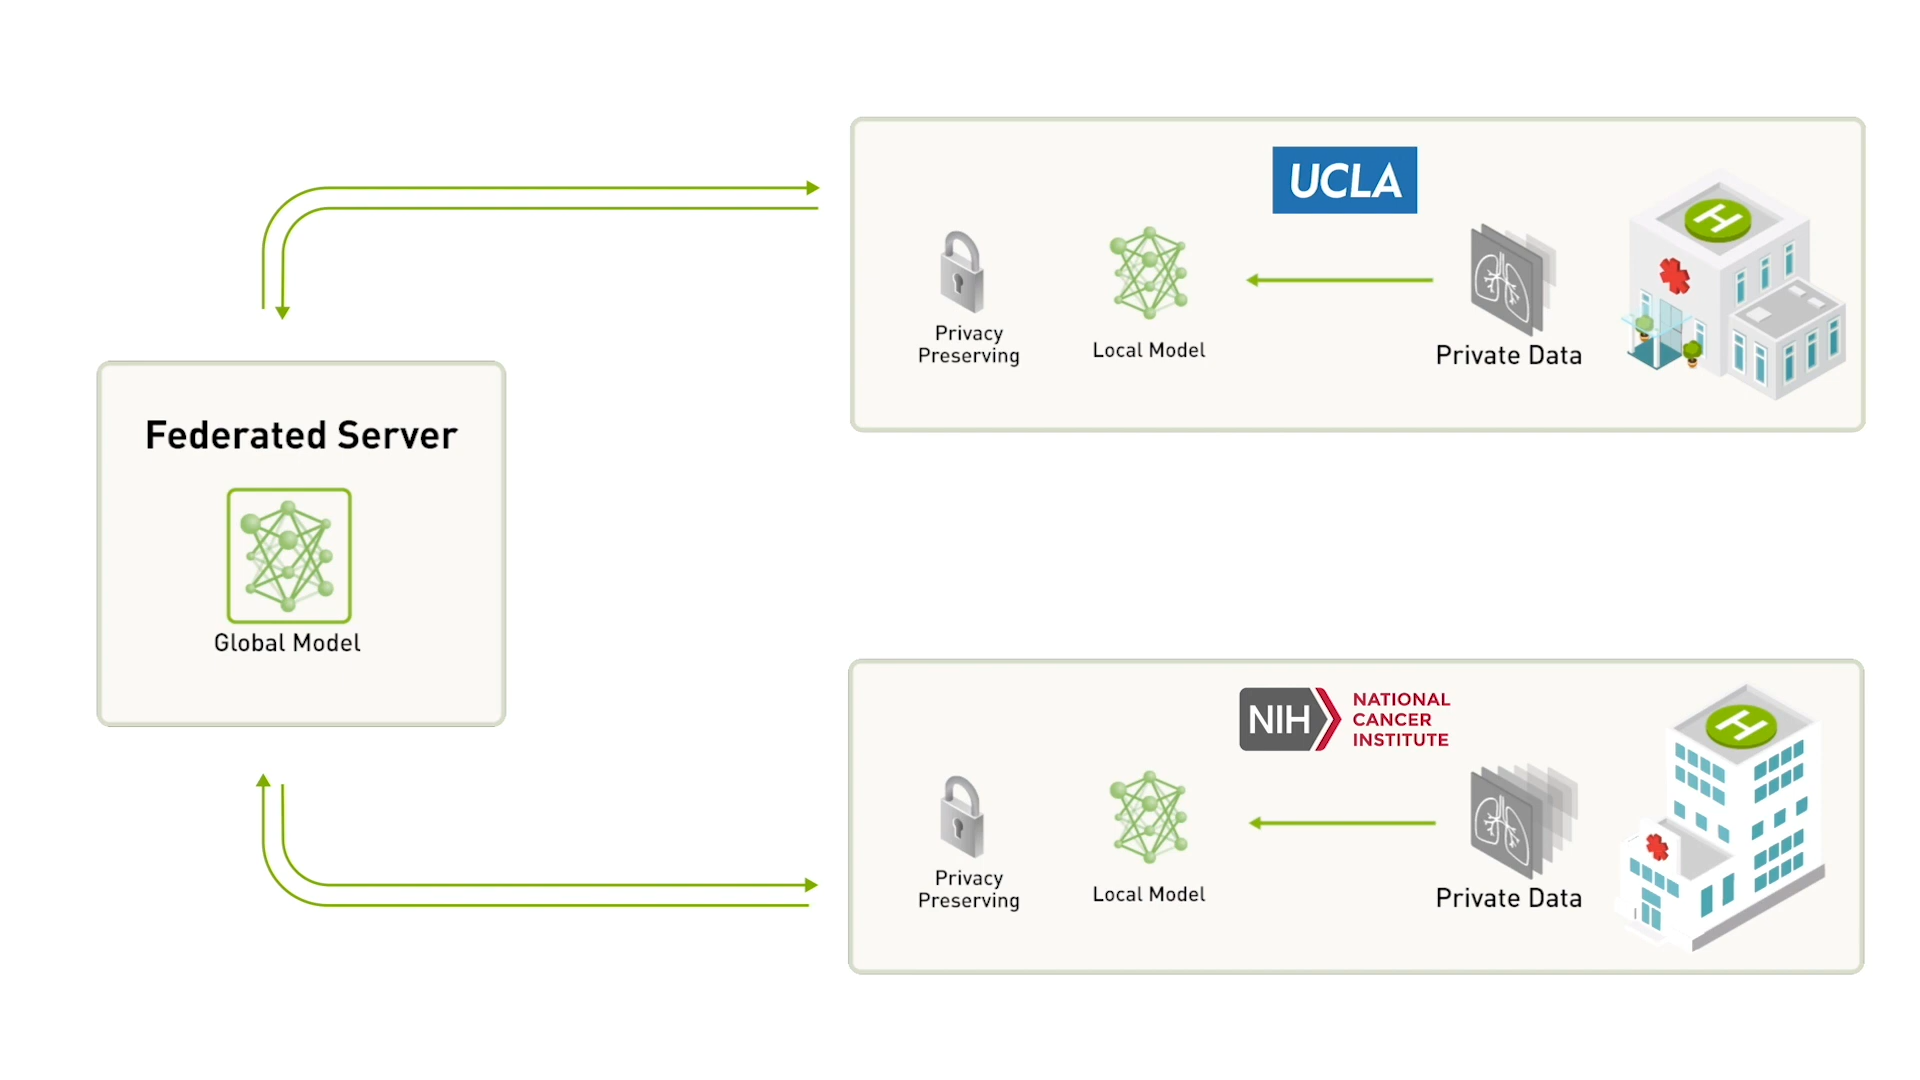 UCLA
Privacy
Preserving
Local Model
Private Data
H
Federated Server
Global Model
NIH
NATIONAL
CANCER
INSTITUTE
Privacy
Preserving
Local Model
Private Data
H